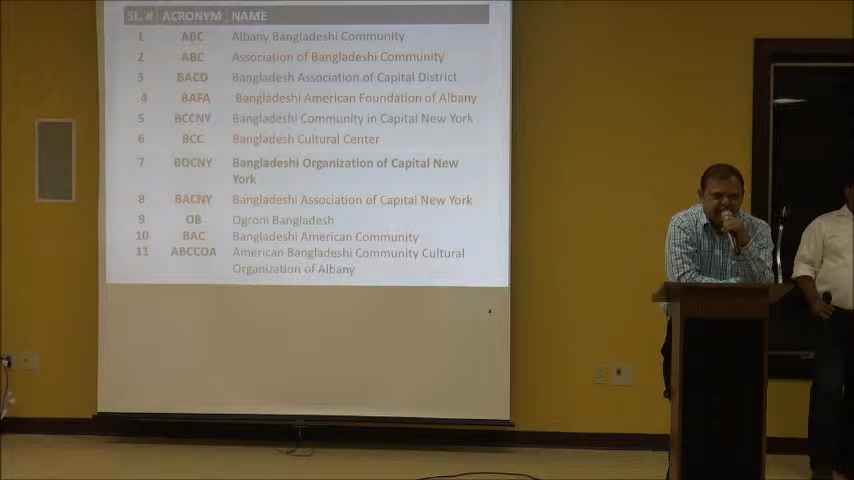 SL. # ACRONYM NAME
1 ABC Albany Bangladeshi Community
2 ABC Association of Bangladeshi Community
3 BACD Bangladesh Association of Capital District
4 BAFA Bangladeshi American Foundation of Albany
5 BCCNY Bangladeshi Community in Capital New York
6 BCC Bangladesh Cultural Center
7 BOCNY Bangladeshi Organization of Capital New
York
8 BACNY Bangladeshi Association of Capital New York
9 OB Ogroni Bangladesh
10 BAC Bangladeshi American Community
11 ABCCOA American Bangladeshi Community Cultural
Organization of Albany